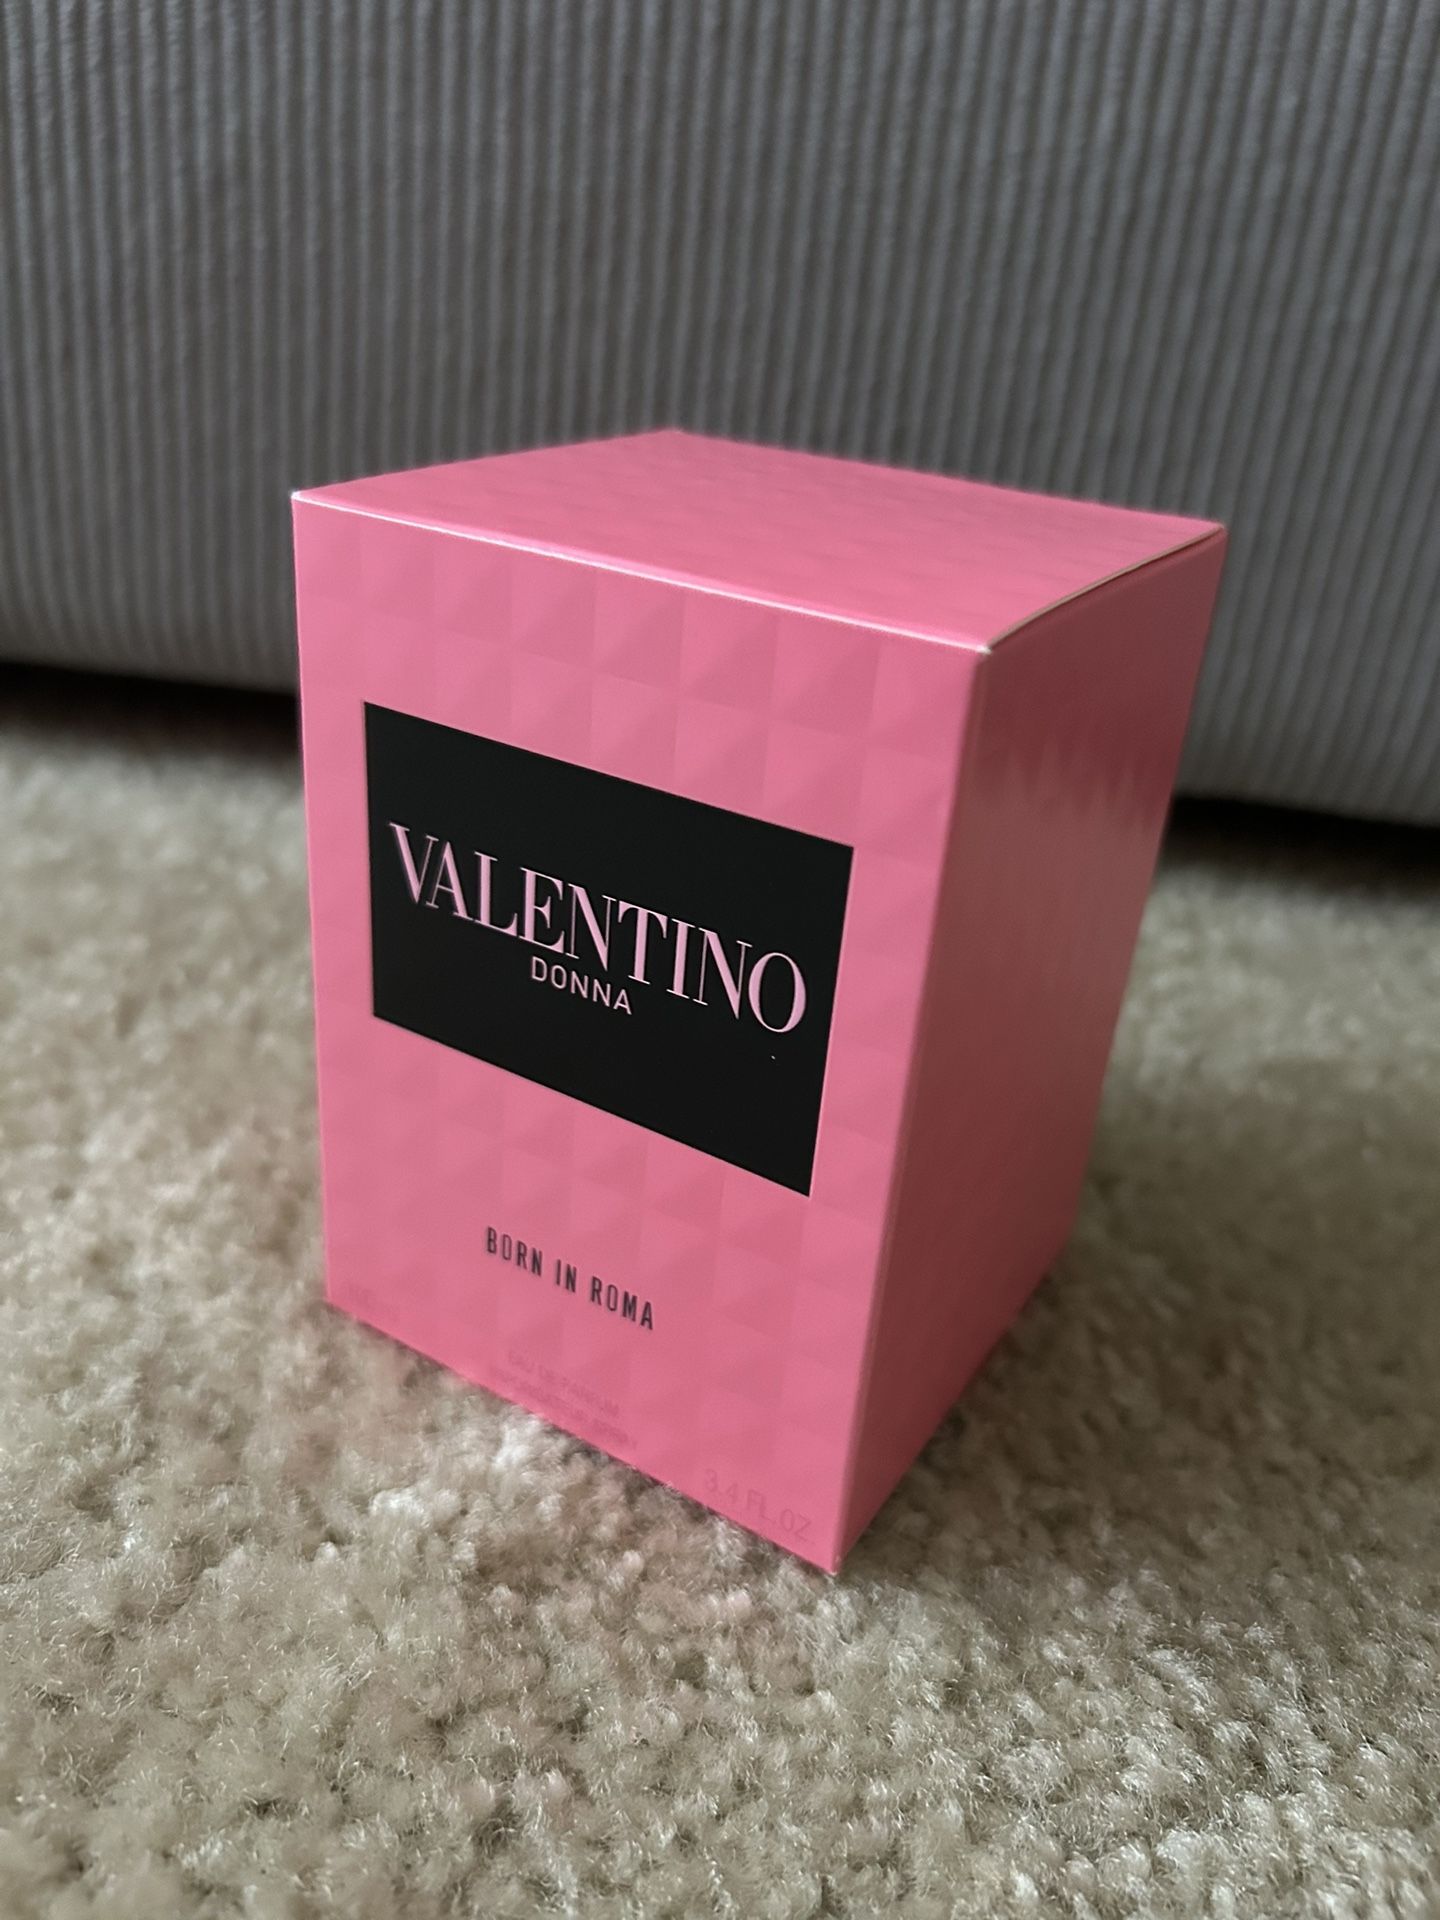 VALENTINO
DONNA
BORN IN ROMA
EAU DE PARFUM
3.4 FL.OZ